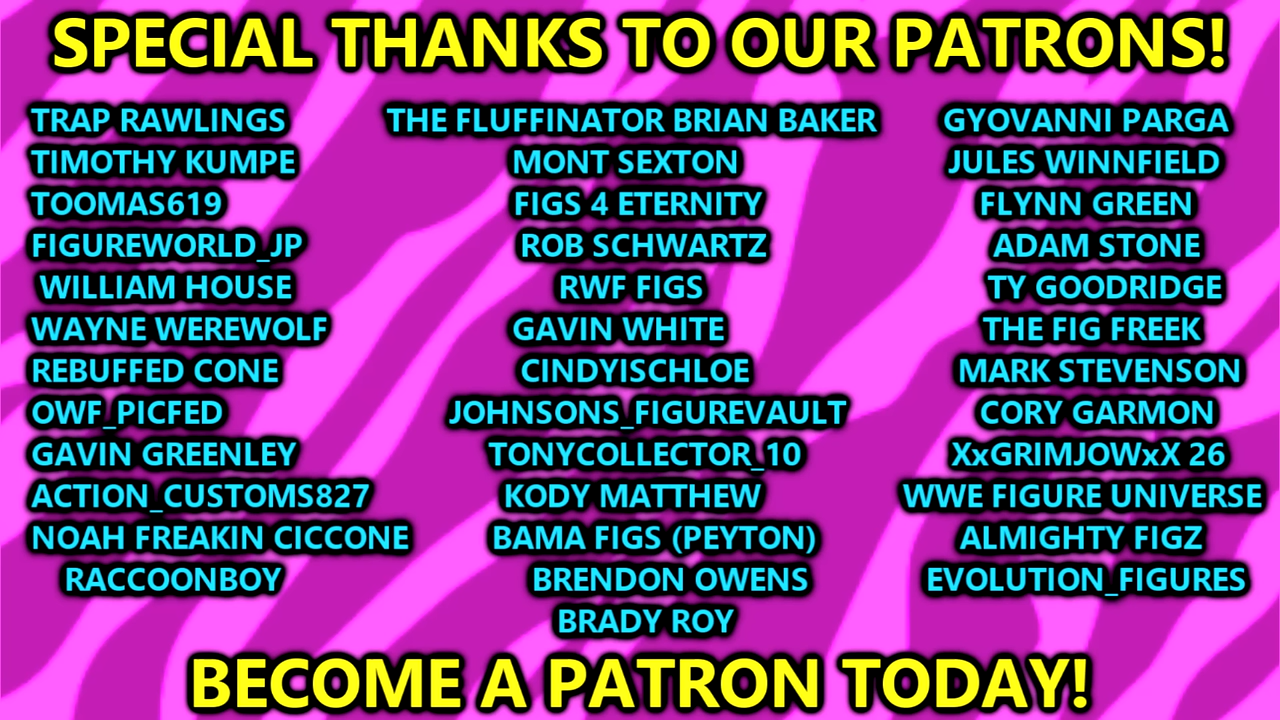 SPECIAL THANKS TO OUR PATRONS!
TRAP RAWLINGS
TIMOTHY KUMPE
TOOMAS619
FIGUREWORLD_JP
WILLIAM HOUSE
WAYNE WEREWOLF
REBUFFED CONE
OWF_PICFED
GAVIN GREENLEY
ACTION_CUSTOMS827
NOAH FREAKIN CICCONE
RACCOONBOY
THE FLUFFINATOR BRIAN BAKER
MONT SEXTON
FIGS 4 ETERNITY
ROB SCHWARTZ
RWF FIGS
GAVIN WHITE
CINDYISCHLOE
JOHNSONS_FIGUREVAULT
TONYCOLLECTOR_10
KODY MATTHEW
BAMA FIGS (PEYTON)
BRENDON OWENS
BRADY ROY
GYOVANNI PARGA
JULES WINNFIELD
FLYNN GREEN
ADAM STONE
TY GOODRIDGE
THE FIG FREEK
MARK STEVENSON
CORY GARMON
XxGRIMJOWxX 26
WWE FIGURE UNIVERSE
ALMIGHTY FIGZ
EVOLUTION_FIGURES
BECOME A PATRON TODAY!